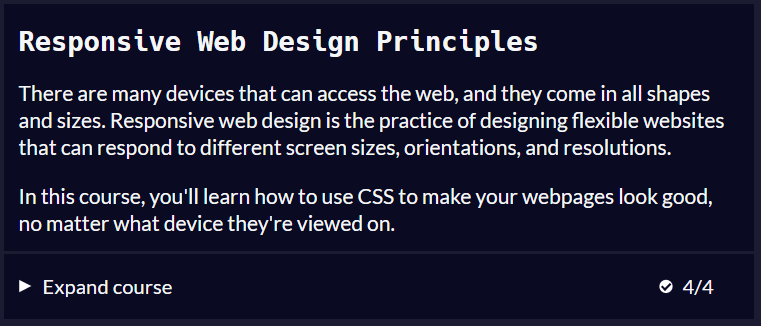 Responsive Web Design Principles
There are many devices that can access the web, and they come in all shapes
and sizes. Responsive web design is the practice of designing flexible websites
that can respond to different screen sizes, orientations, and resolutions.
In this course, you'll learn how to use CSS to make your webpages look good,
no matter what device they're viewed on.
Expand course 4/4